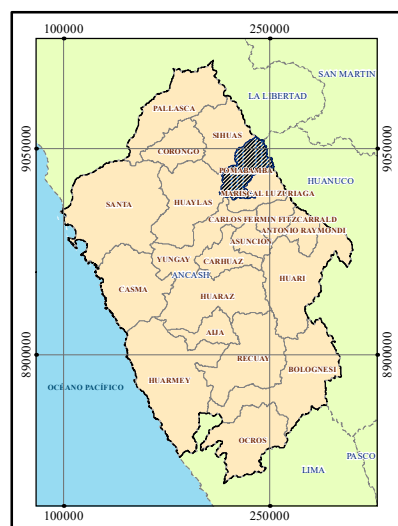 100000 250000
SAN MARTIN
LA LIBERTAD
PALLASCA
SIHUAS
9050000 9050000
CORONGO
POMABAMBA
HUANUCO
MARISCAL LUZURIAGA
SANTA
HUAYLAS
CARLOS FERMIN FITZCARRALD
ANTONIO RAYMONDI
ASUNCION
YUNGAY
CARHUAZ
ANCASH
HUARI
CASMA
HUARAZ
AIJA
8900000 8900000
RECUAY
BOLOGNESI
HUARMEY
OCÉANO PACÍFICO
OCROS
PASCO
LIMA
100000 250000